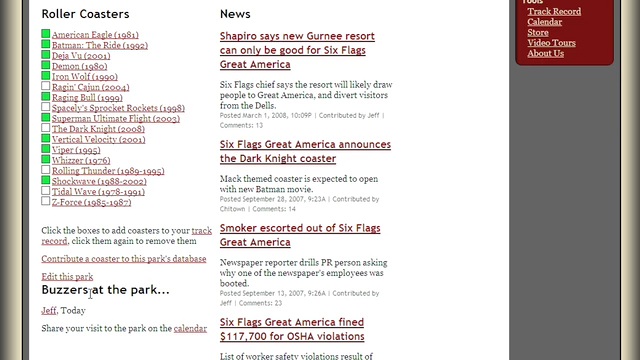 Roller Coasters
American Eagle (1981)
Batman: The Ride (1992)
Deja Vu (2001)
Demon (1980)
Iron Wolf (1990)
Ragin' Cajun (2004)
Raging Bull (1999)
Spacely's Sprocket Rockets (1998)
Superman Ultimate Flight (2003)
The Dark Knight (2008)
Vertical Velocity (2001)
Viper (1995)
Whizzer (1976)
Rolling Thunder (1989-1995)
Shockwave (1988-2002)
Tidal Wave (1978-1991)
Z-Force (1985-1987)
Click the boxes to add coasters to your track
record, click them again to remove them
Contribute a coaster to this park's database
Edit this park
Buzzers at the park...
Jeff, Today
Share your visit to the park on the calendar
News
Shapiro says new Gurnee resort
can only be good for Six Flags
Great America
Six Flags chief says the resort will likely draw
people to Great America, and divert visitors
from the Dells.
Posted March 1, 2008, 10:09P | Contributed by Jeff |
Comments: 13
Six Flags Great America announces
the Dark Knight coaster
Mack themed coaster is expected to open
with new Batman movie.
Posted September 28, 2007, 9:23A | Contributed by
Chitown | Comments: 14
Smoker escorted out of Six Flags
Great America
Newspaper reporter drills PR person asking
why one of the newspaper's employees was
booted.
Posted September 13, 2007, 9:26A | Contributed by
Jeff | Comments: 23
Six Flags Great America fined
$117,700 for OSHA violations
List of worker safety violations result of
Tools
Track Record
Calendar
Store
Video Tours
About Us